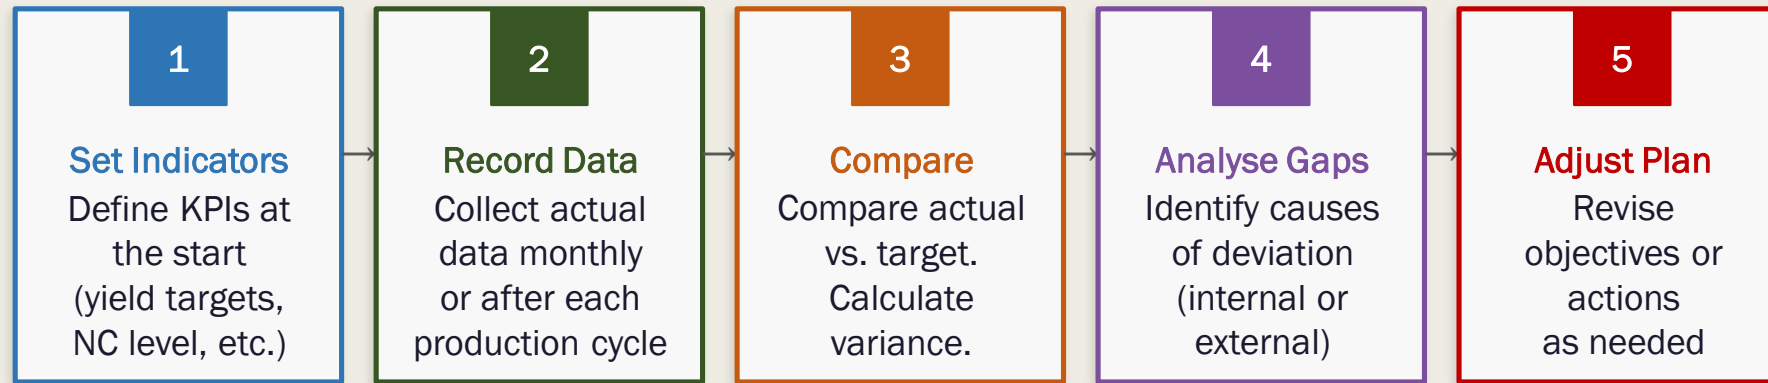 1
Set Indicators
Define KPIs at
the start
(yield targets,
NC level, etc.)
2
Record Data
Collect actual
data monthly
or after each
production cycle
3
Compare
Compare actual
vs. target.
Calculate
variance.
4
Analyse Gaps
Identify causes
of deviation
(internal or
external)
5
Adjust Plan
Revise
objectives or
actions
as needed